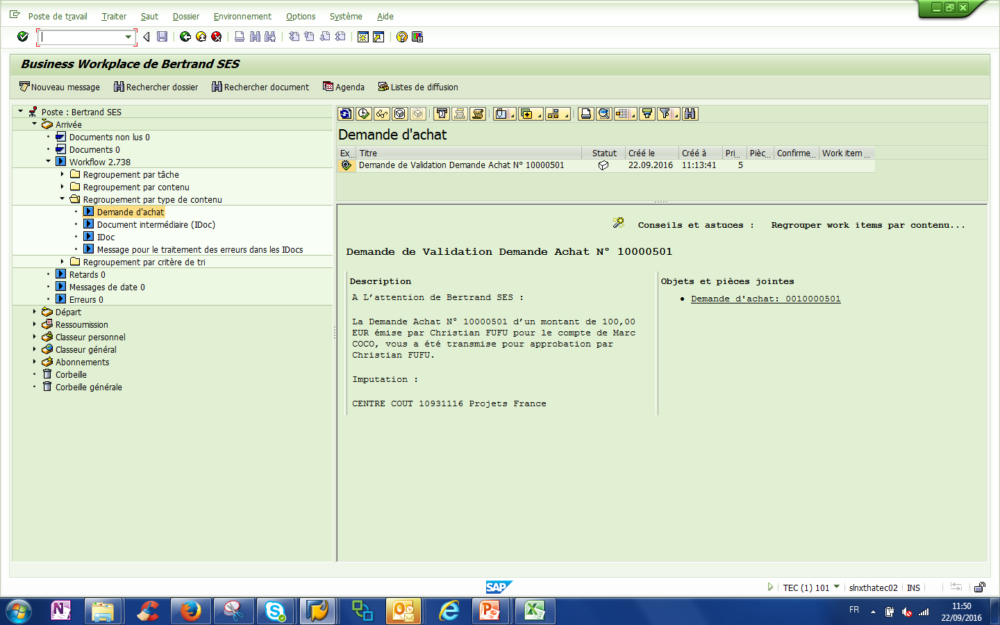 Poste de travail Traiter Saut Dossier Environnement Options Système Aide
Business Workplace de Bertrand SES
Nouveau message Rechercher dossier Rechercher document Agenda Listes de diffusion
Poste : Bertrand SES
Arrivée
Documents non lus 0
Documents 0
Workflow 2.738
Regroupement par tâche
Regroupement par contenu
Regroupement par type de contenu
Demande d'achat
Document intermédiaire (IDoc)
IDoc
Message pour le traitement des erreurs dans les IDocs
Regroupement par critère de tri
Retards 0
Messages de date 0
Erreurs 0
Départ
Ressoumission
Classeur personnel
Classeur général
Abonnements
Corbeille
Corbeille générale
Demande d'achat
Ex... Titre Statut Créé le Créé à Pri... Pièc... Confirme... Work item ...
Demande de Validation Demande Achat N° 10000501 22.09.2016 11:13:41 5
Conseils et astuces : Regrouper work items par contenu...
Demande de Validation Demande Achat N° 10000501
Description
A L’attention de Bertrand SES :
La Demande Achat N° 10000501 d’un montant de 100,00
EUR émise par Christian FUFU pour le compte de Marc
COCO, vous a été transmise pour approbation par
Christian FUFU.
Imputation :
CENTRE COUT 10931116 Projets France
Objets et pièces jointes
Demande d'achat: 0010000501
SAP
TEC (1) 101 slnxthatec02 INS
FR
11:50
22/09/2016